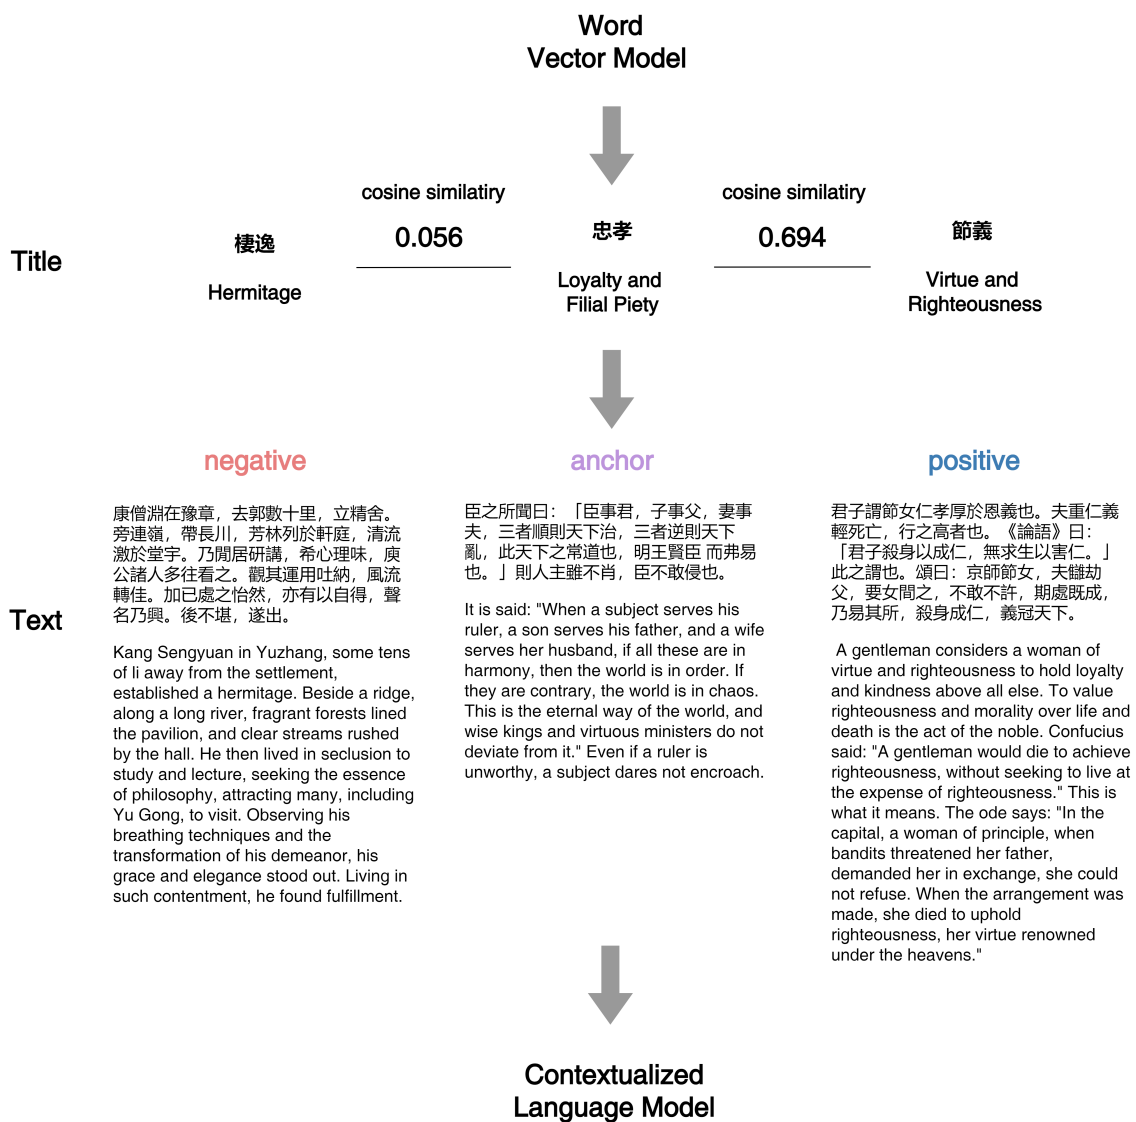 Word
Vector Model
cosine similatiry
cosine similatiry
Title
棲逸
0.056
忠孝
0.694
節義
Hermitage
Loyalty and
Filial Piety
Virtue and
Righteousness
negative
anchor
positive
Text
康僧淵在豫章，去郭數十里，立精舍。
旁連嶺，帶長川，芳林列於軒庭，清流
激於堂宇。乃閒居研講，希心理味，庾
公諸人多往看之。觀其運用吐納，風流
轉佳。加已處之怡然，亦有以自得，聲
名乃興。後不堪，遂出。
Kang Sengyuan in Yuzhang, some tens
of li away from the settlement,
established a hermitage. Beside a ridge,
along a long river, fragrant forests lined
the pavilion, and clear streams rushed
by the hall. He then lived in seclusion to
study and lecture, seeking the essence
of philosophy, attracting many, including
Yu Gong, to visit. Observing his
breathing techniques and the
transformation of his demeanor, his
grace and elegance stood out. Living in
such contentment, he found fulfillment.
臣之所聞曰：「臣事君，子事父，妻事
夫，三者順則天下治，三者逆則天下
亂，此天下之常道也，明王賢臣 而弗易
也。」則人主雖不肖，臣不敢侵也。
It is said: "When a subject serves his
ruler, a son serves his father, and a wife
serves her husband, if all these are in
harmony, then the world is in order. If
they are contrary, the world is in chaos.
This is the eternal way of the world, and
wise kings and virtuous ministers do not
deviate from it." Even if a ruler is
unworthy, a subject dares not encroach.
君子謂節女仁孝厚於恩義也。夫重仁義
輕死亡，行之高者也。《論語》曰：
「君子殺身以成仁，無求生以害仁。」
此之謂也。頌曰：京師節女，夫讎劫
父，要女間之，不敢不許，期處既成，
乃易其所，殺身成仁，義冠天下。
A gentleman considers a woman of
virtue and righteousness to hold loyalty
and kindness above all else. To value
righteousness and morality over life and
death is the act of the noble. Confucius
said: "A gentleman would die to achieve
righteousness, without seeking to live at
the expense of righteousness." This is
what it means. The ode says: "In the
capital, a woman of principle, when
bandits threatened her father,
demanded her in exchange, she could
not refuse. When the arrangement was
made, she died to uphold
righteousness, her virtue renowned
under the heavens."
Contextualized
Language Model